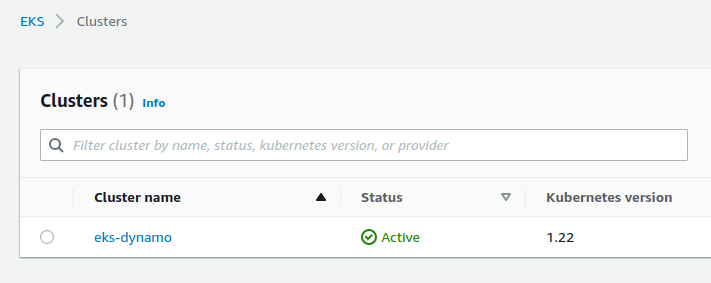 EKS > Clusters
Clusters (1) Info
Filter cluster by name, status, kubernetes version, or provider
Cluster name Status Kubernetes version
eks-dynamo Active 1.22